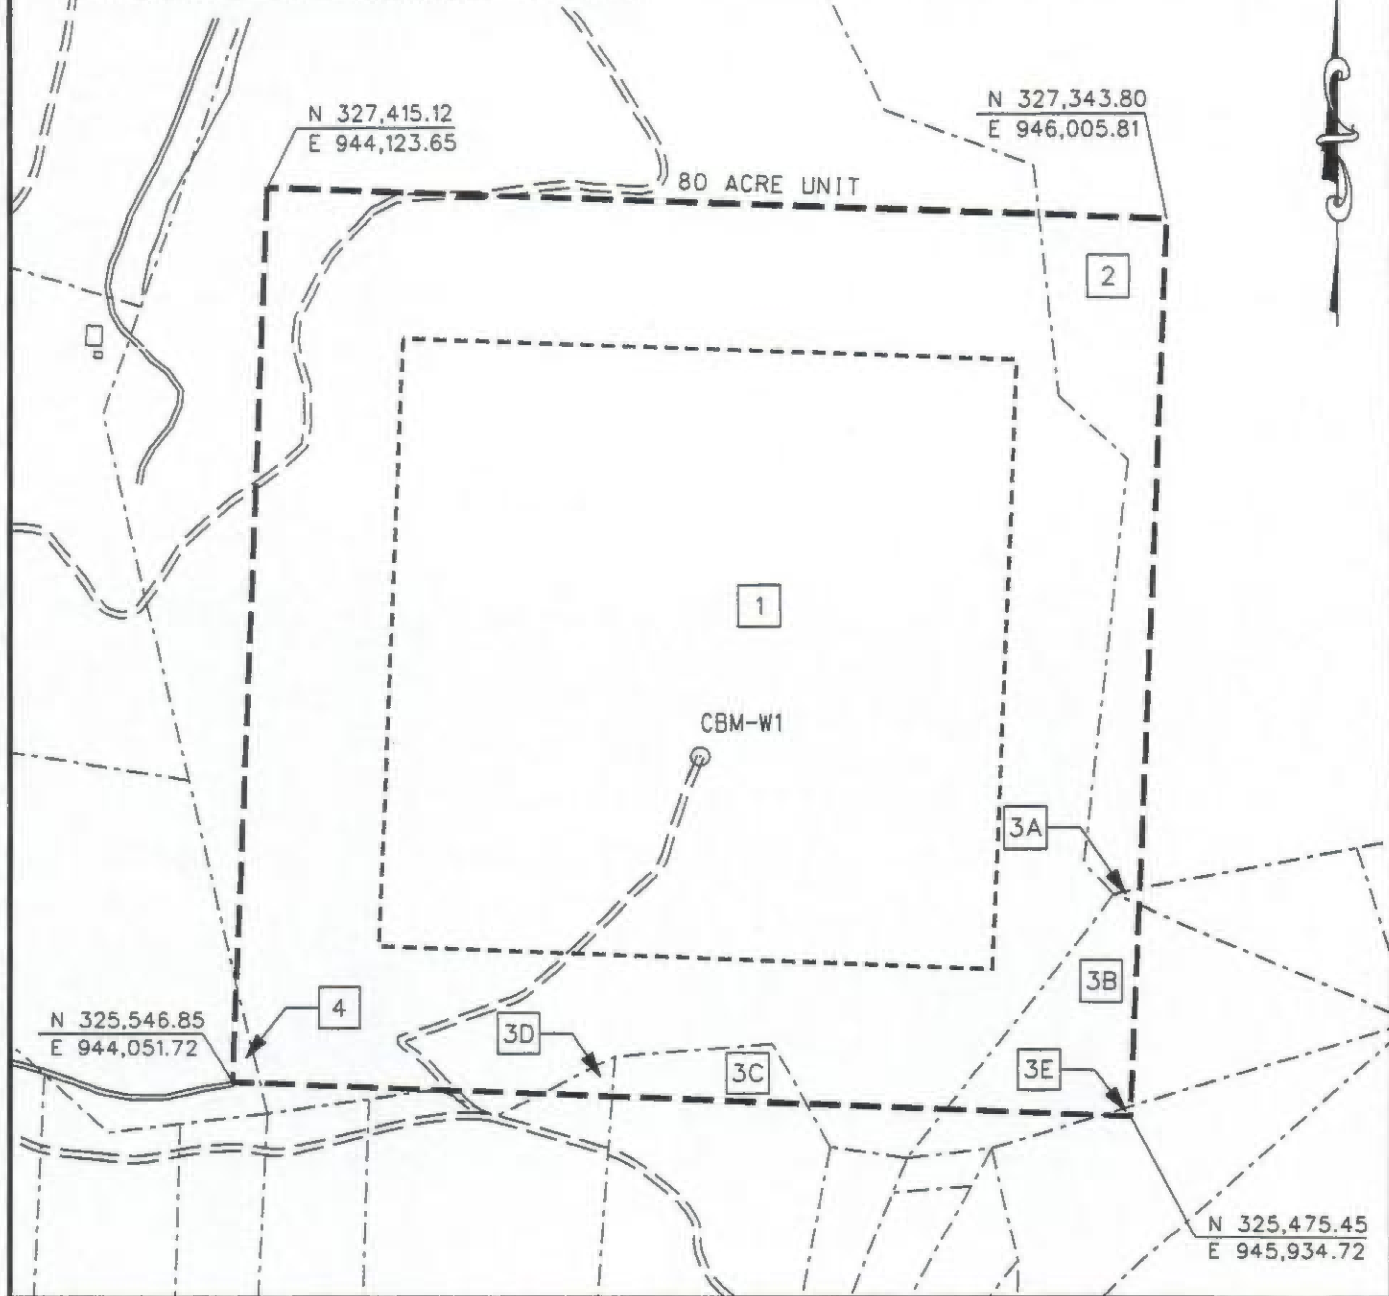 N 327,415.12
E 944,123.65
N 327,343.80
E 946,005.81
80 ACRE UNIT
2
1
CBM-W1
3A
3B
4
N 325,546.85
E 944,051.72
3D
3C
3E
N 325,475.45
E 945,934.72